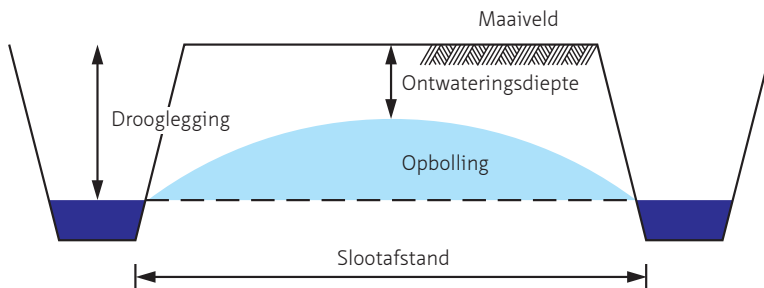 Maaiveld
Ontwateringsdiepte
Drooglegging
Opbolling
Slootafstand